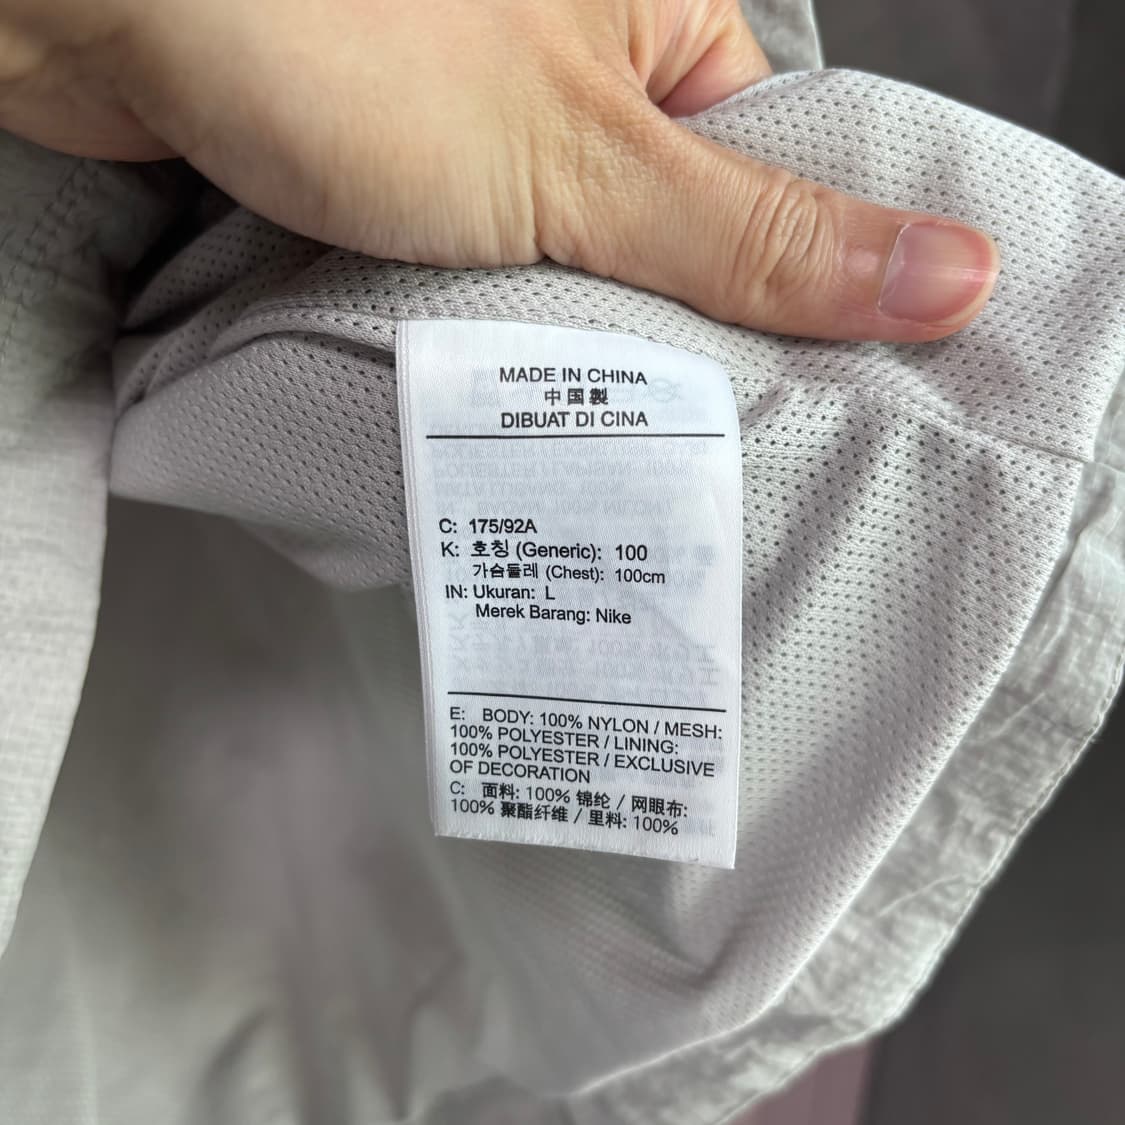 MADE IN CHINA
中国製
DIBUAT DI CINA
C: 175/92A
K: 호칭 (Generic): 100
가슴둘레 (Chest): 100cm
IN: Ukuran: L
Merek Barang: Nike
E: BODY: 100% NYLON / MESH:
100% POLYESTER / LINING:
100% POLYESTER / EXCLUSIVE
OF DECORATION
C: 面料: 100% 锦纶 / 网眼布:
100% 聚酯纤维 / 里料: 100%